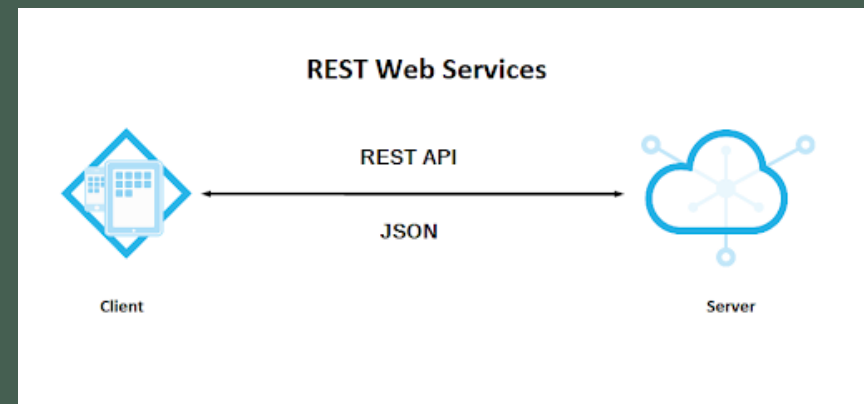 REST Web Services
REST API
JSON
Client
Server